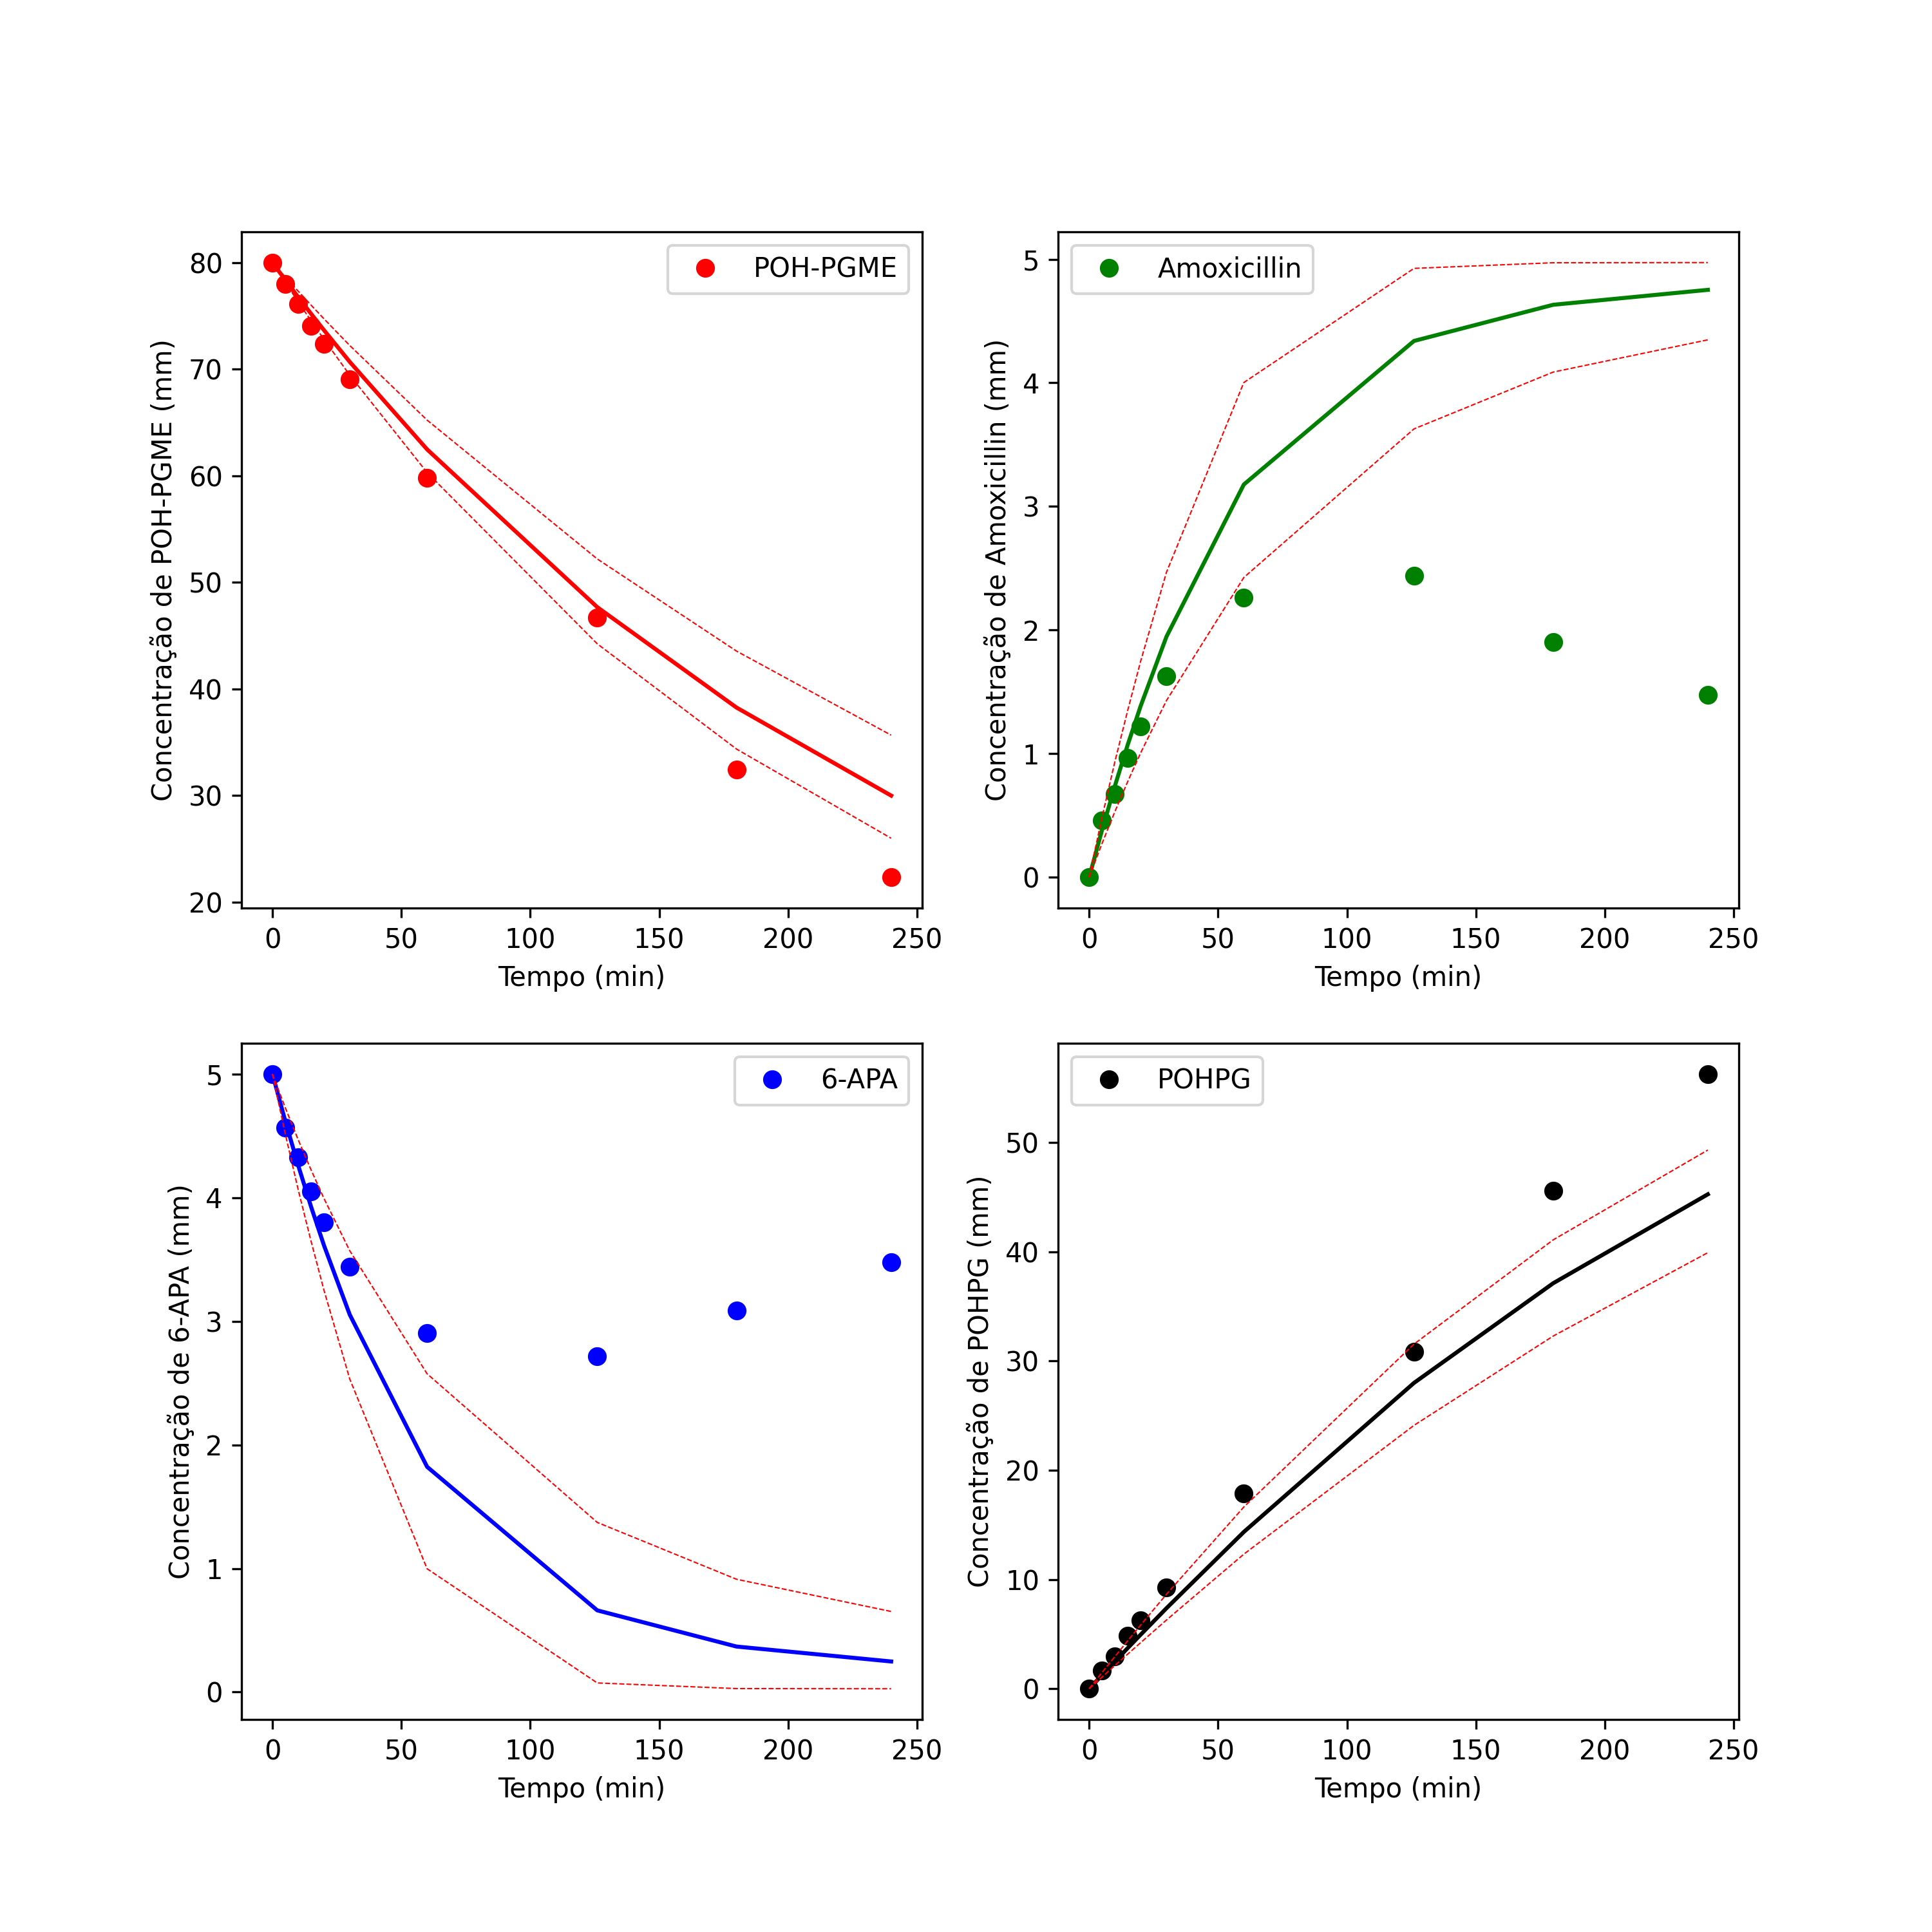 POH-PGME
80
70
60
50
40
30
20
Concentração de POH-PGME (mm)
0 50 100 150 200 250
Tempo (min)
Amoxicillin
5
4
3
2
1
0
Concentração de Amoxicillin (mm)
0 50 100 150 200 250
Tempo (min)
6-APA
5
4
3
2
1
0
Concentração de 6-APA (mm)
0 50 100 150 200 250
Tempo (min)
POHPG
50
40
30
20
10
0
Concentração de POHPG (mm)
0 50 100 150 200 250
Tempo (min)